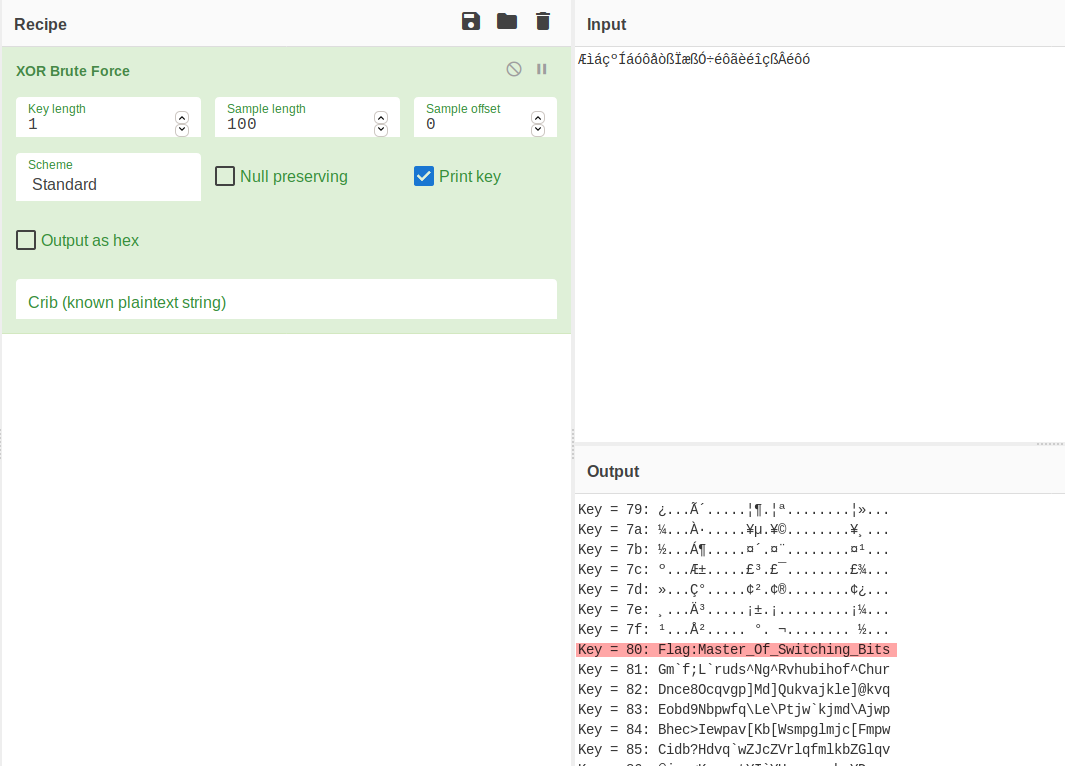 Recipe
XOR Brute Force
Key length
1
Sample length
100
Sample offset
0
Scheme
Standard
Null preserving
Print key
Output as hex
Crib (known plaintext string)
Input
ÆìáçºÍáóôåòßÏæßÓ÷éôãèéîçßÂéôó
Output
Key = 79: ¿...Ã´.....¦¶.¦ª........¦»...
Key = 7a: ¼...À·.....¥µ.¥©........¥¸...
Key = 7b: ½...Á¶.....¤´.¤¨........¤¹...
Key = 7c: º...Æ±.....£³.£¯........£¾...
Key = 7d: »...Ç°.....¢².¢®........¢¿...
Key = 7e: ¸...Ä³.....¡±.¡.........¡¼...
Key = 7f: ¹...Å²..... °. ¬........ ½...
Key = 80: Flag:Master_Of_Switching_Bits
Key = 81: Gm`f;L`ruds^Ng^Rvhubihof^Chur
Key = 82: Dnce8Ocqvgp]Md]Qukvajkle]@kvq
Key = 83: Eobd9Nbpwfq\Le\Ptjw`kjmd\Ajwp
Key = 84: Bhec>Iewpav[Kb[Wsmpglmjc[Fmpw
Key = 85: Cidb?Hdvq`wZJcZVrlqfmlkbZGlqv